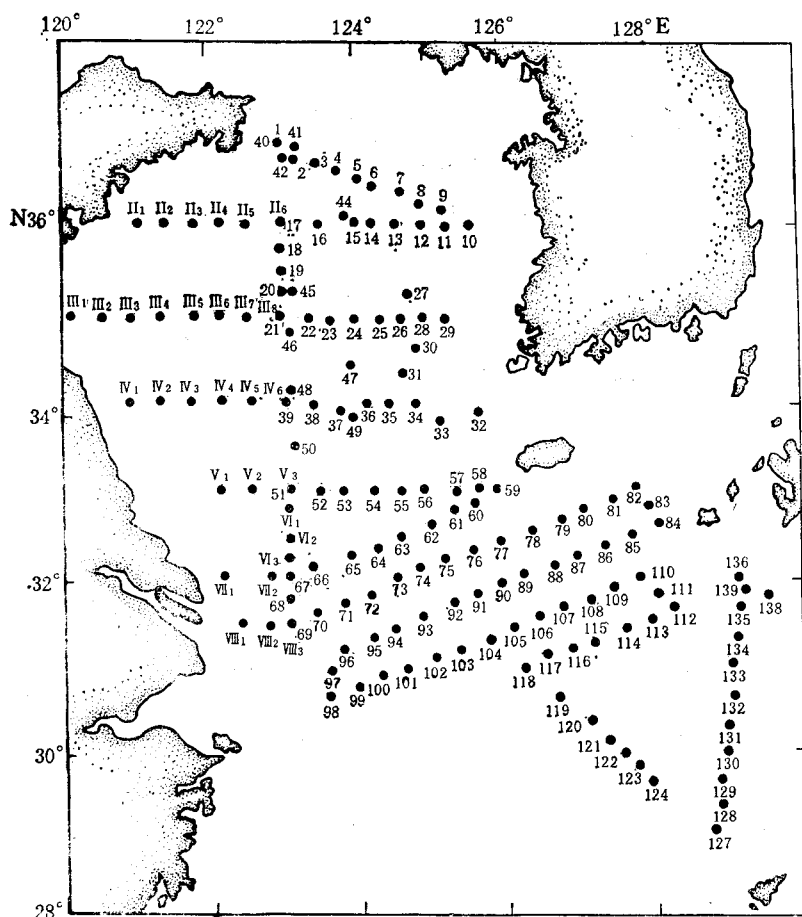 120° 122° 124° 126° 128°E
1 41
40
42 2 3 4 5 6 7 8 9
44
N36° II₁ II₂ II₃ II₄ II₅ II₆ 17 16 15 14 13 12 11 10
18
19
20 45 27
III₁' III₂ III₃ III₄ III₅ III₆ III₇' III₈'
21 22 23 24 25 26 28 29
46 30
47 31
48
34° IV₁ IV₂ IV₃ IV₄ IV₅ IV₆
39 38 37 49 36 35 34 33 32
50
V₁ V₂ V₃ 57 58 59
51 52 53 54 55 56 61 60
VI₁ 82 83
VI₂ 62 63 64 65 66 81 80 79 78 77 84
VI₃ 76 75 74 73 72 71 70 85 86 87 88 89
32° VII₁ VII₂ 67 110 111 136
68 90 91 92 93 94 95 96 109 108 112 139 138
VIII₁ VIII₂ VIII₃ 69 107 106 105 104 103 113 114 115 116 117 135
97 102 101 100 99 118 134
98 133
119 132
120 131
30° 121 122 130
123 129
124 128
127
28°